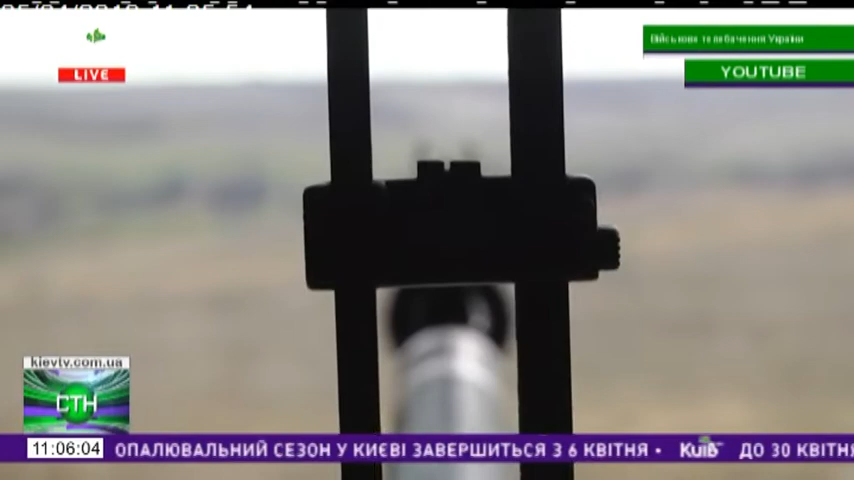 LIVE
Військове телебачення України
YOUTUBE
kievtv.com.ua
СТН
11:06:04 ОПАЛЮВАЛЬНИЙ СЕЗОН У КИЄВІ ЗАВЕРШИТЬСЯ З 6 КВІТНЯ • КиЇв ДО 30 КВІТНЯ